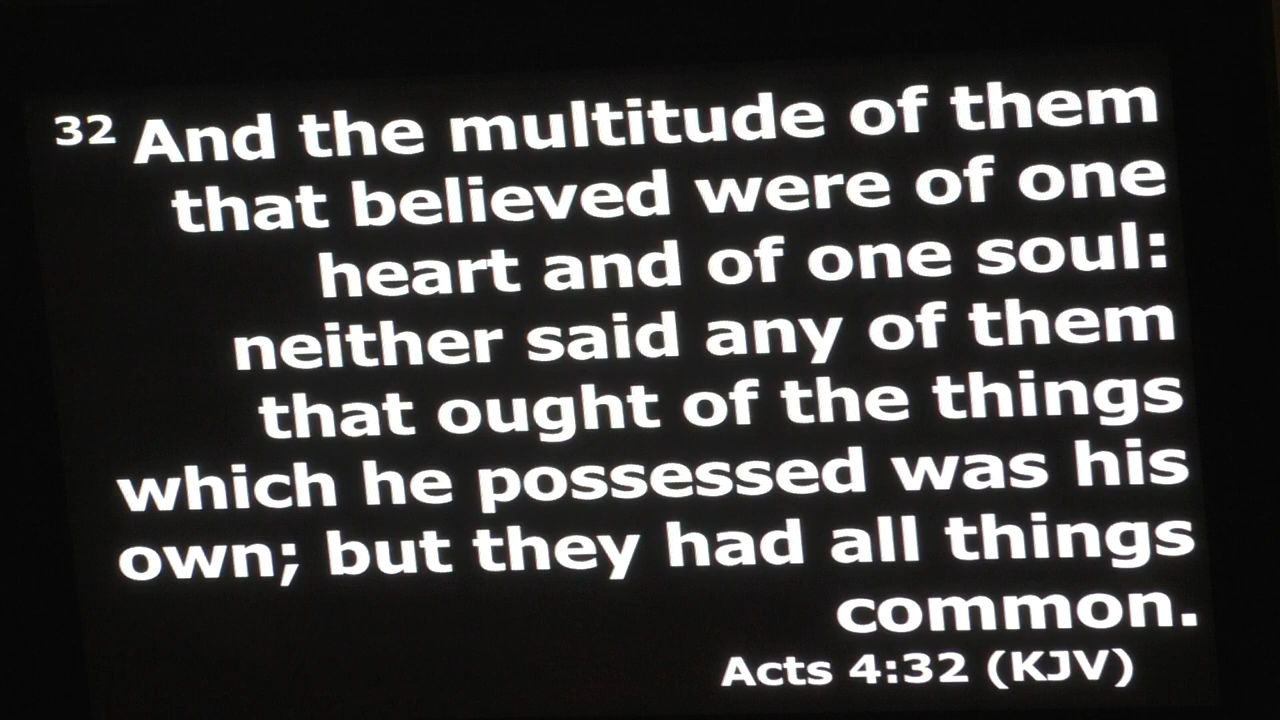 32 And the multitude of them
that believed were of one
heart and of one soul:
neither said any of them
that ought of the things
which he possessed was his
own; but they had all things
common.
Acts 4:32 (KJV)